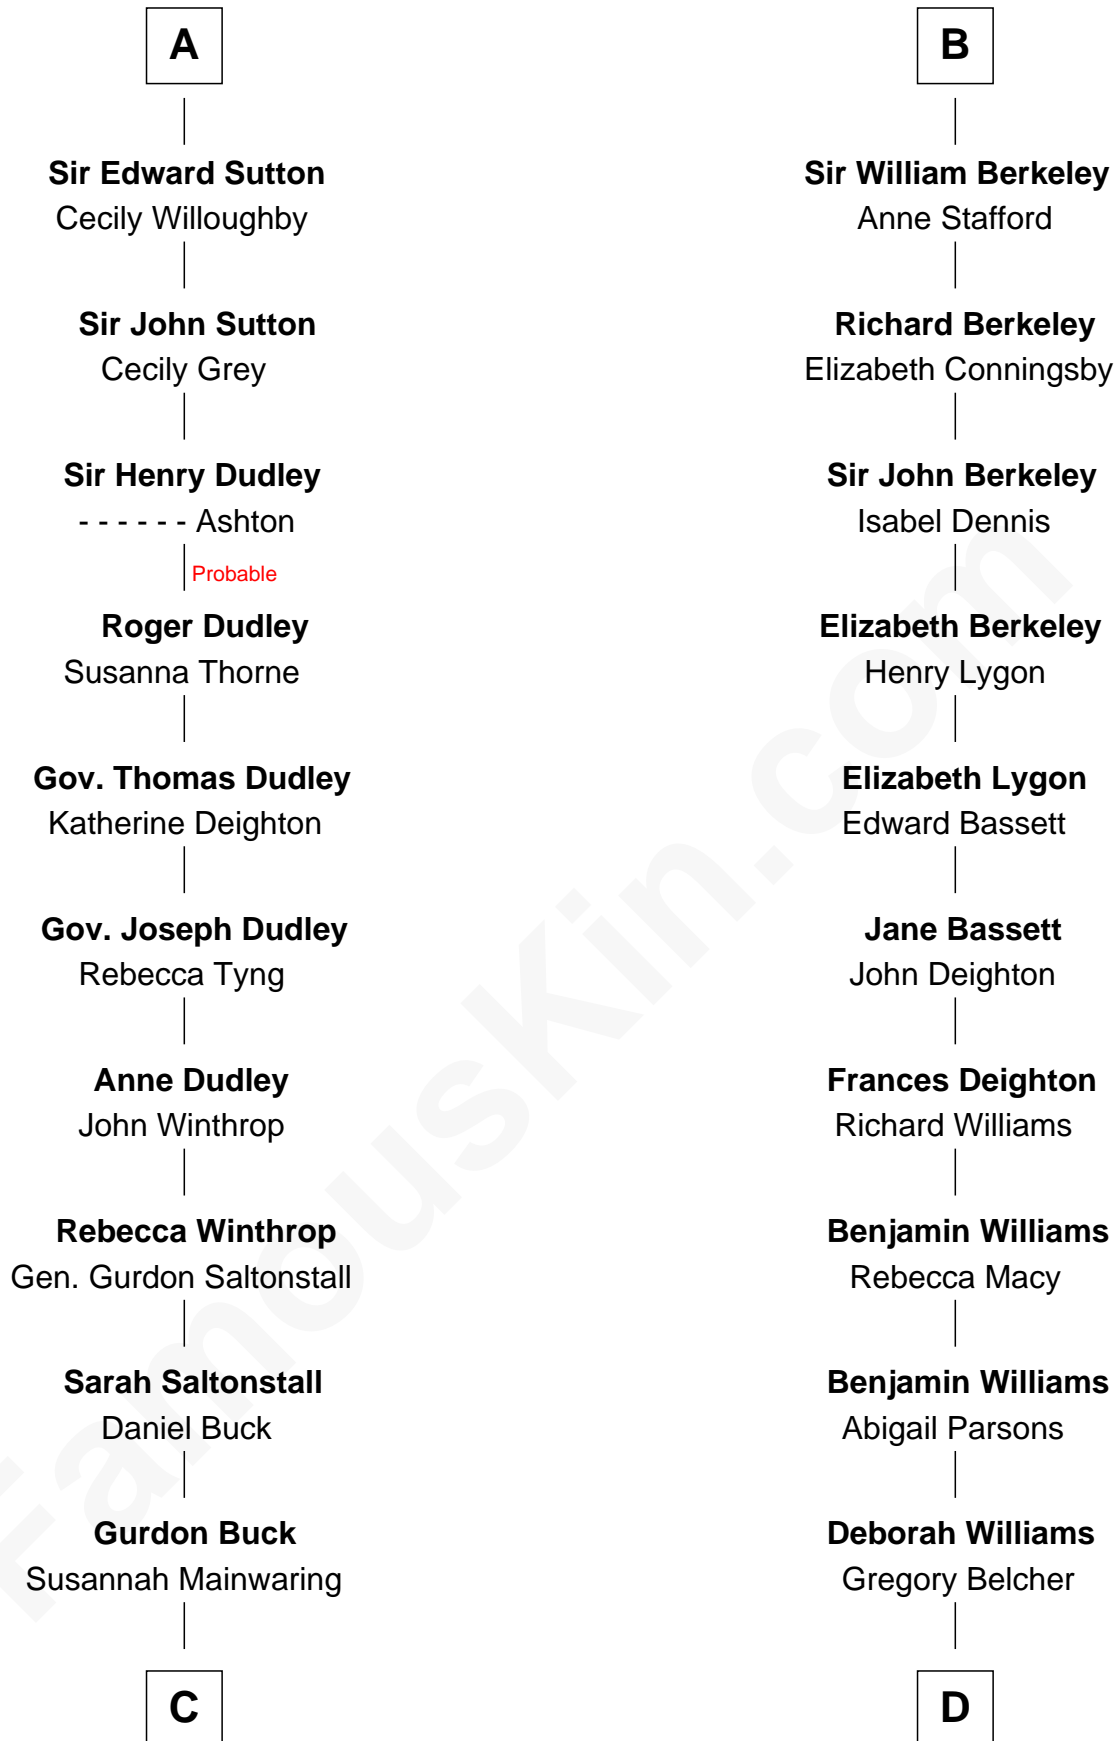 A
Sir Edward Sutton
Cecily Willoughby
Sir John Sutton
Cecily Grey
Sir Henry Dudley
- - - - - - Ashton
Probable
Roger Dudley
Susanna Thorne
Gov. Thomas Dudley
Katherine Deighton
Gov. Joseph Dudley
Rebecca Tyng
Anne Dudley
John Winthrop
Rebecca Winthrop
Gen. Gurdon Saltonstall
Sarah Saltonstall
Daniel Buck
Gurdon Buck
Susannah Mainwaring
C
B
Sir William Berkeley
Anne Stafford
Richard Berkeley
Elizabeth Conningsby
Sir John Berkeley
Isabel Dennis
Elizabeth Berkeley
Henry Lygon
Elizabeth Lygon
Edward Bassett
Jane Bassett
John Deighton
Frances Deighton
Richard Williams
Benjamin Williams
Rebecca Macy
Benjamin Williams
Abigail Parsons
Deborah Williams
Gregory Belcher
D
FamousKin.com